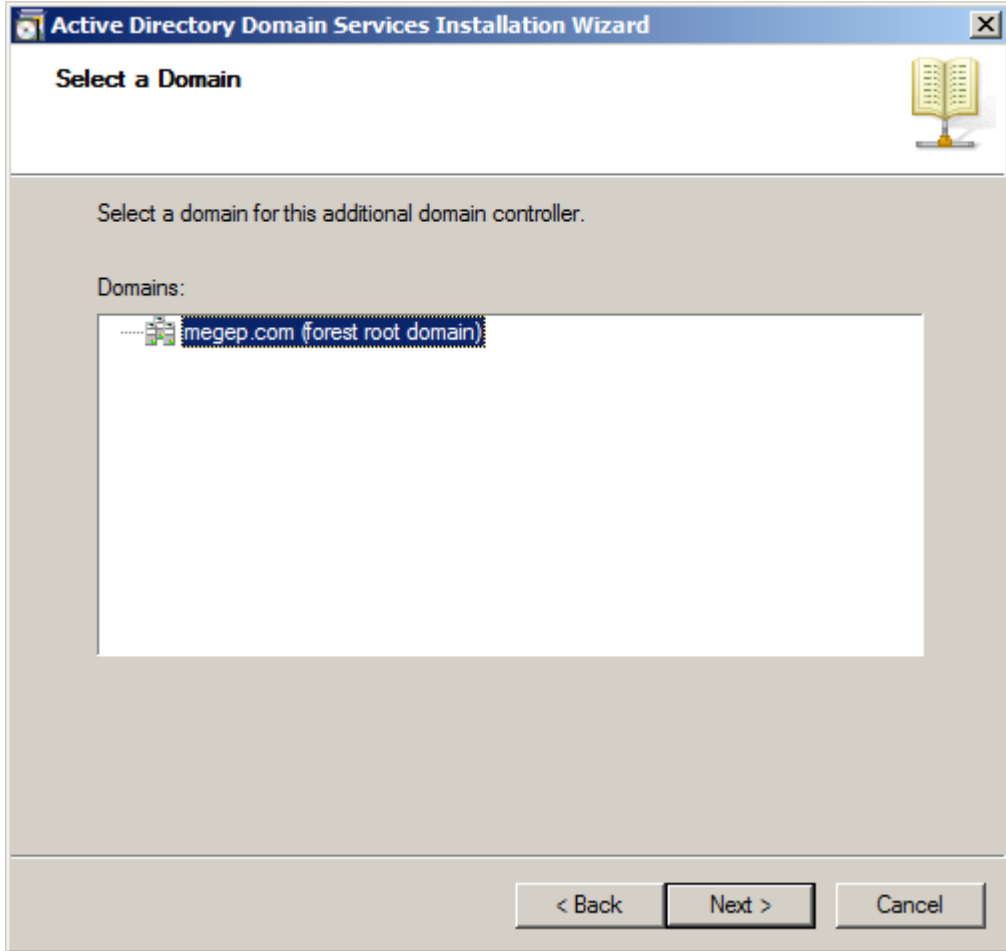 Active Directory Domain Services Installation Wizard
Select a Domain
Select a domain for this additional domain controller.
Domains:
megep.com (forest root domain)
< Back
Next >
Cancel